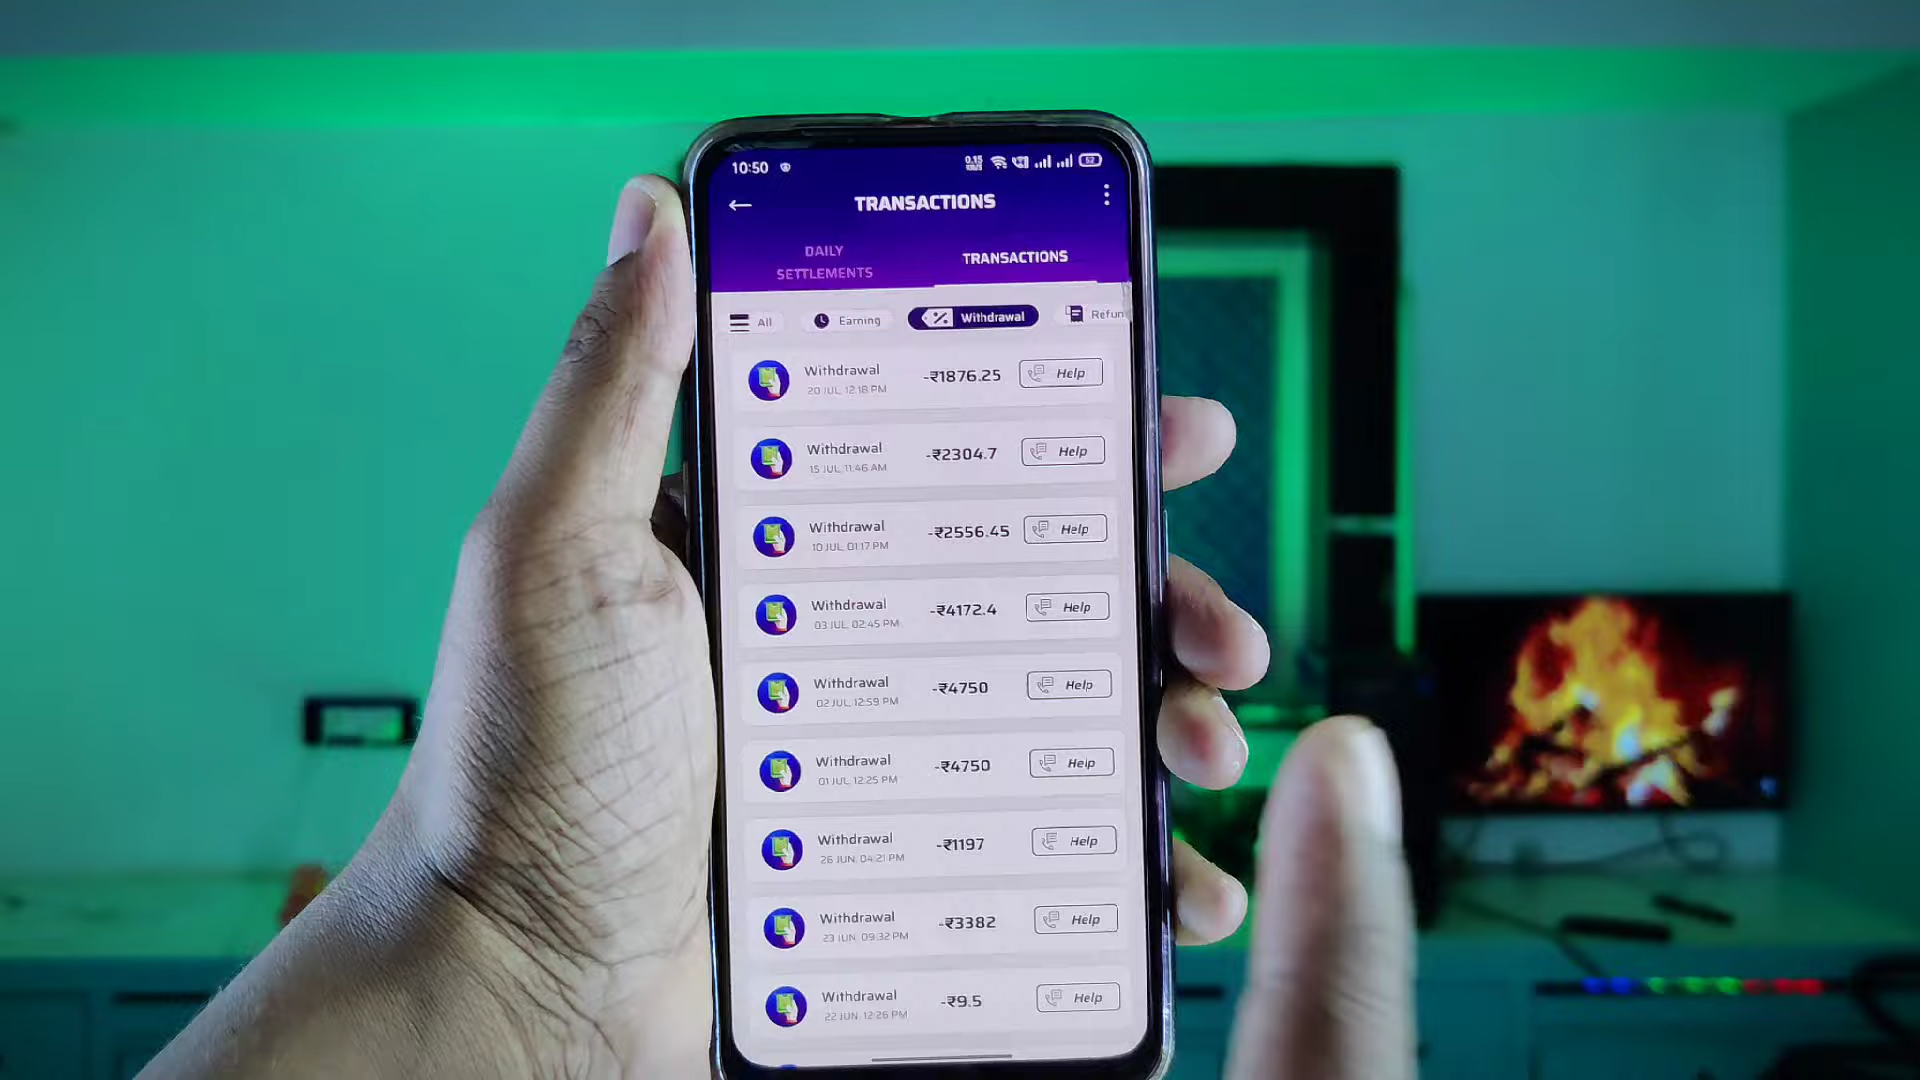 10:50
0.15
52
TRANSACTIONS
DAILY
SETTLEMENTS
TRANSACTIONS
All
Earning
Withdrawal
Refun
Withdrawal
-₹1876.25
Help
20 JUL, 12:18 PM
Withdrawal
-₹2304.7
Help
15 JUL, 11:46 AM
Withdrawal
-₹2556.45
Help
10 JUL, 01:17 PM
Withdrawal
-₹4172.4
Help
03 JUL, 02:45 PM
Withdrawal
-₹4750
Help
02 JUL, 12:59 PM
Withdrawal
-₹4750
Help
01 JUL, 12:25 PM
Withdrawal
-₹1197
Help
26 JUN, 04:21 PM
Withdrawal
-₹3382
Help
23 JUN, 09:32 PM
Withdrawal
-₹9.5
Help
22 JUN, 12:26 PM